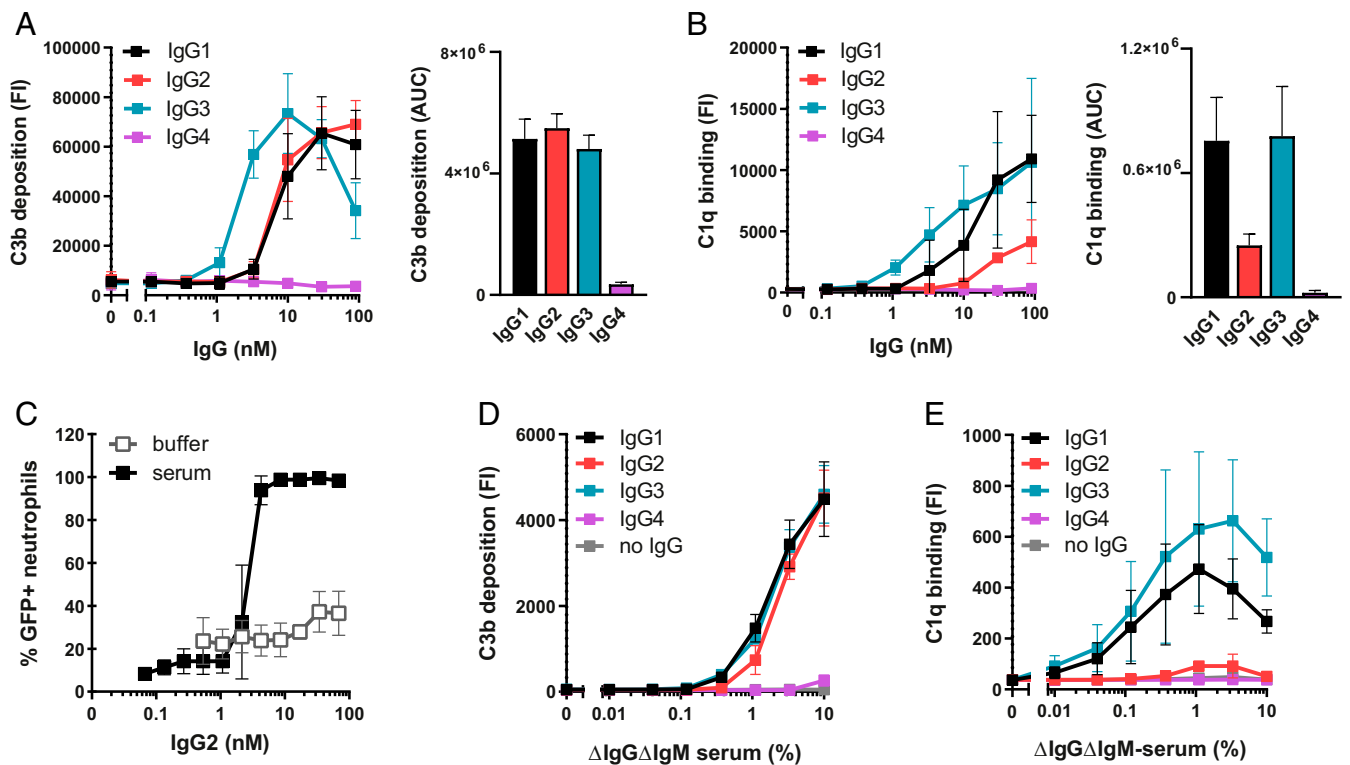 A
C3b deposition (FI)
100000
80000
60000
40000
20000
0
IgG1
IgG2
IgG3
IgG4
0 0.1 1 10 100
IgG (nM)
C3b depositiion (AUC)
8×10⁶
4×10⁶
0
IgG1 IgG2 IgG3 IgG4
B
C1q binding (FI)
20000
15000
10000
5000
0
IgG1
IgG2
IgG3
IgG4
0 0.1 1 10 100
IgG (nM)
C1q binding (AUC)
1.2×10⁶
0.6×10⁶
0
IgG1 IgG2 IgG3 IgG4
C
% GFP+ neutrophils
120
100
80
60
40
20
0
buffer
serum
0 0.1 1 10 100
IgG2 (nM)
D
C3b deposition (FI)
6000
4000
2000
0
IgG1
IgG2
IgG3
IgG4
no IgG
0 0.01 0.1 1 10
ΔIgGΔIgM serum (%)
E
C1q binding (FI)
1000
800
600
400
200
0
IgG1
IgG2
IgG3
IgG4
no IgG
0 0.01 0.1 1 10
ΔIgGΔIgM-serum (%)